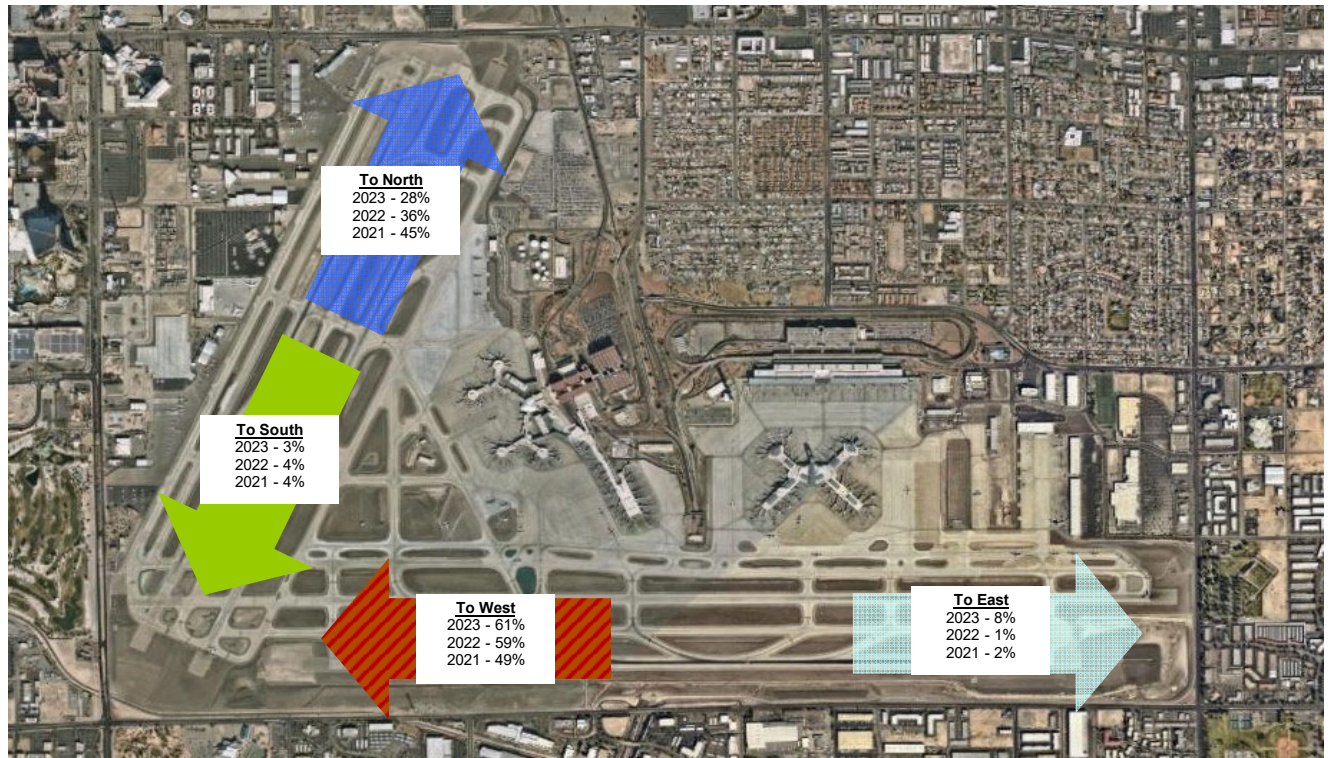 To North
2023 - 28%
2022 - 36%
2021 - 45%
To South
2023 - 3%
2022 - 4%
2021 - 4%
To West
2023 - 61%
2022 - 59%
2021 - 49%
To East
2023 - 8%
2022 - 1%
2021 - 2%